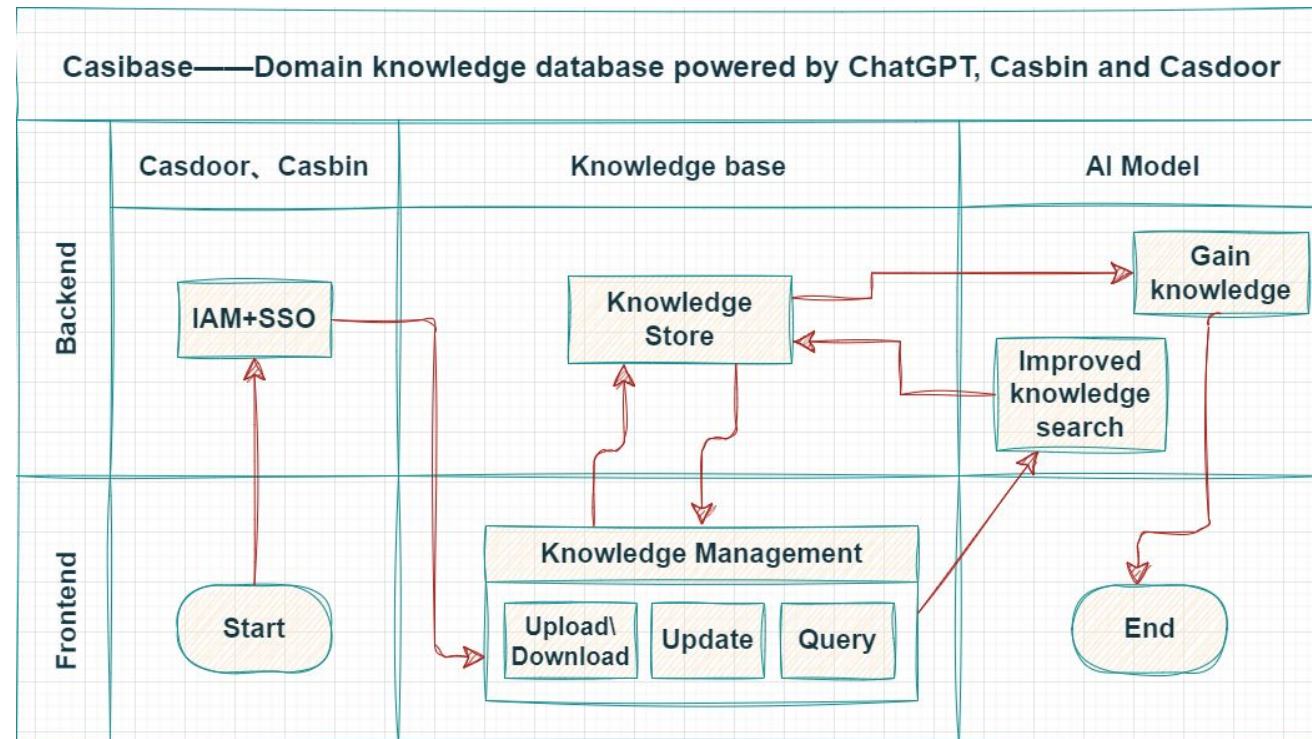 Casibase——Domain knowledge database powered by ChatGPT, Casbin and Casdoor
Casdoor、Casbin
Knowledge base
AI Model
Backend
IAM+SSO
Knowledge
Store
Gain
knowledge
Improved
knowledge
search
Frontend
Start
Knowledge Management
Upload\
Download
Update
Query
End